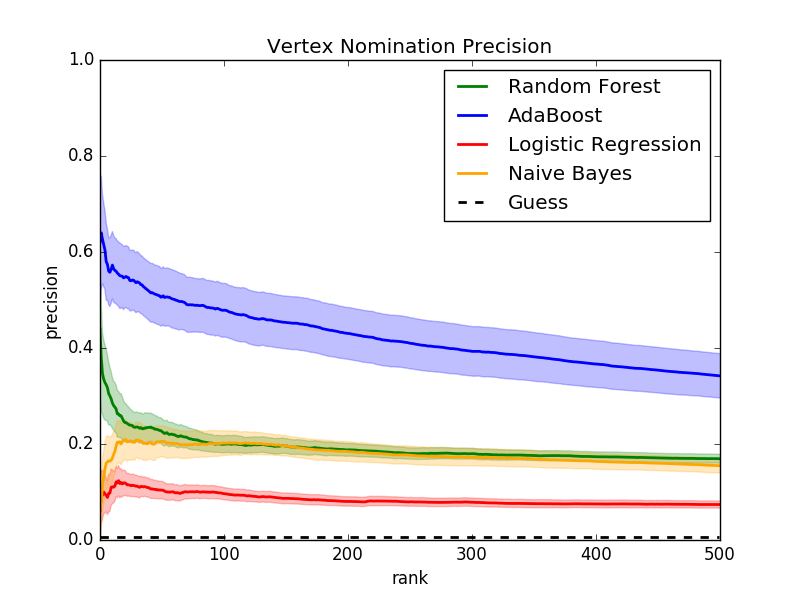 Vertex Nomination Precision
1.0
0.8
0.6
0.4
0.2
0.0
precision
Random Forest
AdaBoost
Logistic Regression
Naive Bayes
Guess
0 100 200 300 400 500
rank